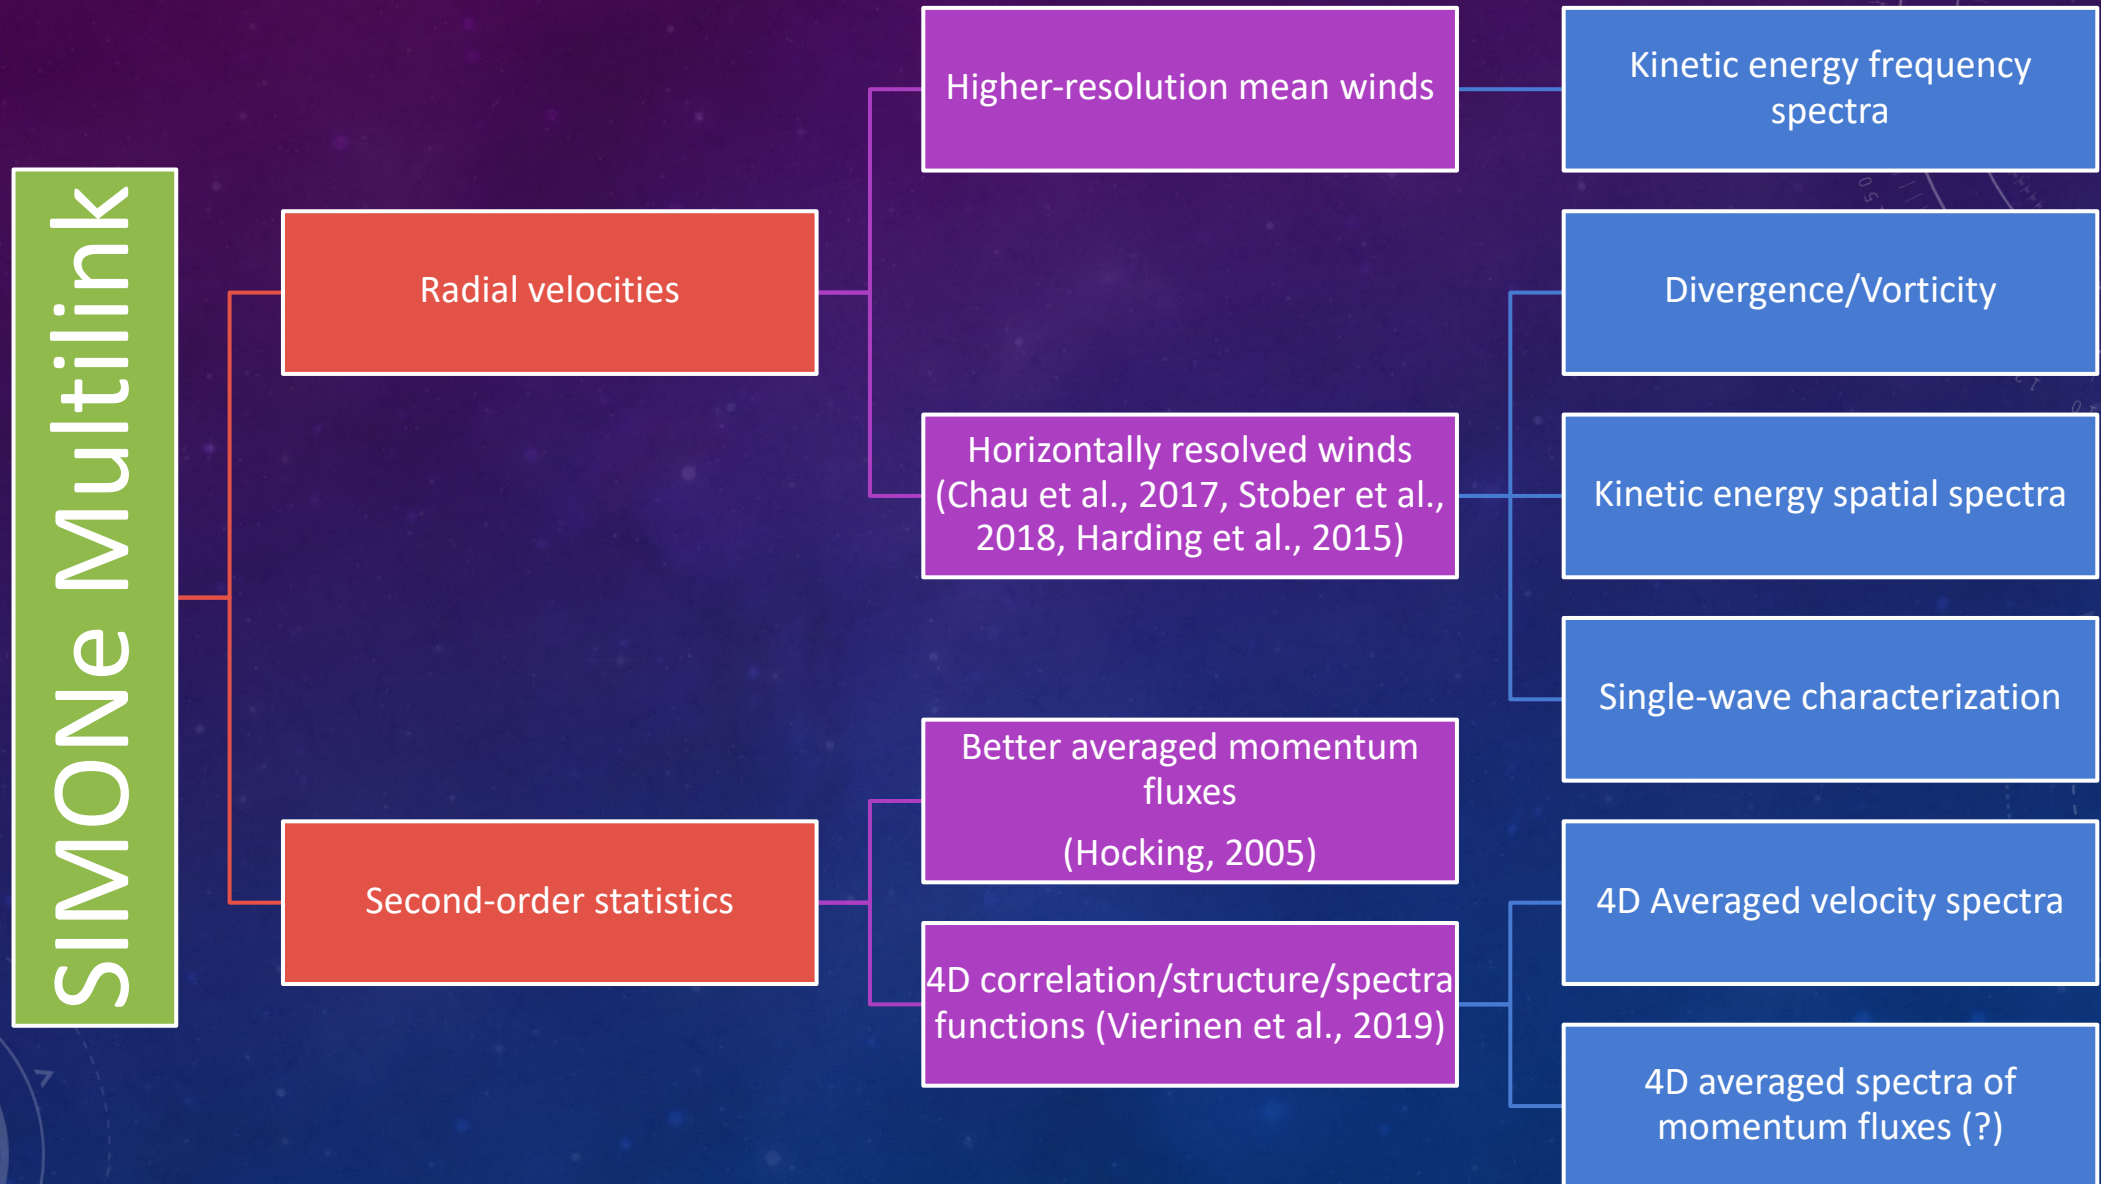 SIMONe Multilink
Radial velocities
Second-order statistics
Higher-resolution mean winds
Horizontally resolved winds
(Chau et al., 2017, Stober et al.,
2018, Harding et al., 2015)
Better averaged momentum
fluxes
(Hocking, 2005)
4D correlation/structure/spectra
functions (Vierinen et al., 2019)
Kinetic energy frequency
spectra
Divergence/Vorticity
Kinetic energy spatial spectra
Single-wave characterization
4D Averaged velocity spectra
4D averaged spectra of
momentum fluxes (?)